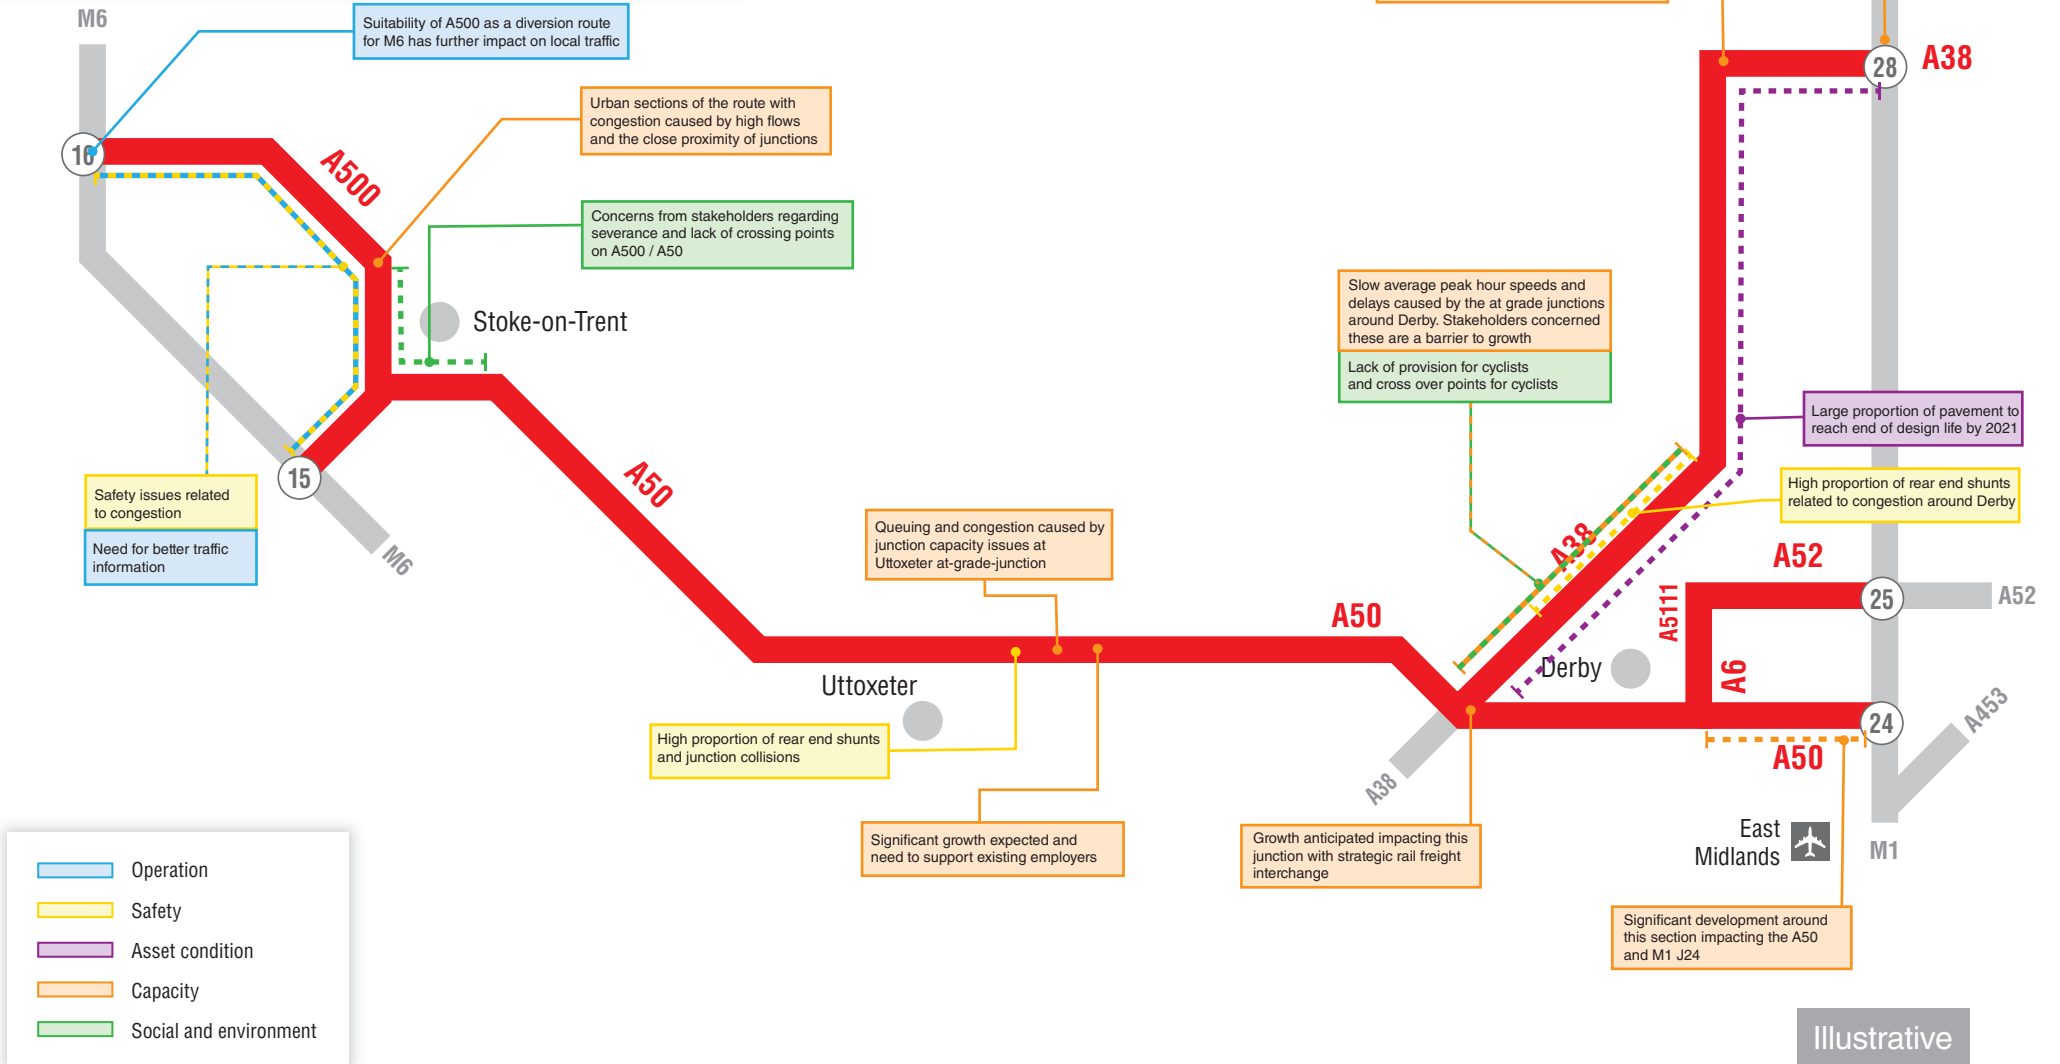 M6
Suitability of A500 as a diversion route
for M6 has further impact on local traffic
A38
28
Urban sections of the route with
congestion caused by high flows
and the close proximity of junctions
16
A500
Concerns from stakeholders regarding
severance and lack of crossing points
on A500 / A50
Stoke-on-Trent
Slow average peak hour speeds and
delays caused by the at grade junctions
around Derby. Stakeholders concerned
these are a barrier to growth
Lack of provision for cyclists
and cross over points for cyclists
Large proportion of pavement to
reach end of design life by 2021
15
A50
High proportion of rear end shunts
related to congestion around Derby
Safety issues related
to congestion
Need for better traffic
information
M6
Queuing and congestion caused by
junction capacity issues at
Uttoxeter at-grade-junction
A38
A52
25
A52
A5111
A50
Derby
A6
Uttoxeter
High proportion of rear end shunts
and junction collisions
24
A453
A50
A38
Significant growth expected and
need to support existing employers
Growth anticipated impacting this
junction with strategic rail freight
interchange
East
Midlands
M1
Significant development around
this section impacting the A50
and M1 J24
Operation
Safety
Asset condition
Capacity
Social and environment
Illustrative